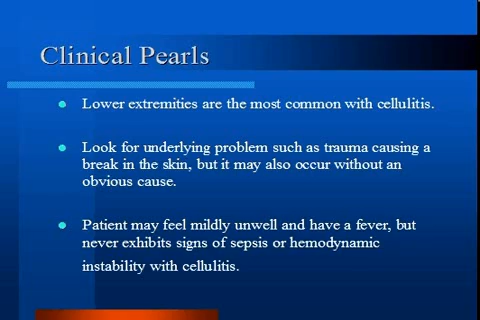 Clinical Pearls
Lower extremities are the most common with cellulitis.
Look for underlying problem such as trauma causing a
break in the skin, but it may also occur without an
obvious cause.
Patient may feel mildly unwell and have a fever, but
never exhibits signs of sepsis or hemodynamic
instability with cellulitis.